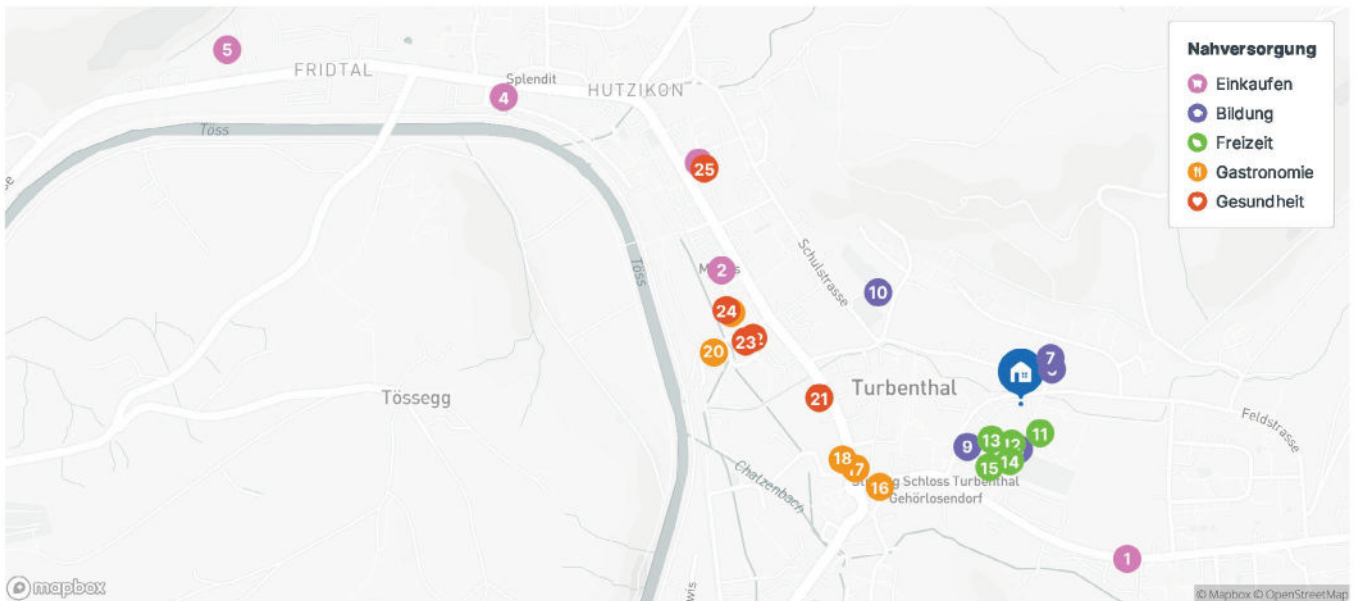 5
FRIDTAL
Splendit
4
HUTZIKON
Töss
25
Nahversorgung
Einkaufen
Bildung
Freizeit
Gastronomie
Gesundheit
Schulstrasse
Töss
2
10
24
23
20
7
21
Turbenthal
Tössegg
Feldstrasse
13
11
9
18
14
15
16
Schloss Turbenthal
Gehörlosendorf
Chatzenbach
1
mapbox
© Mapbox © OpenStreetMap